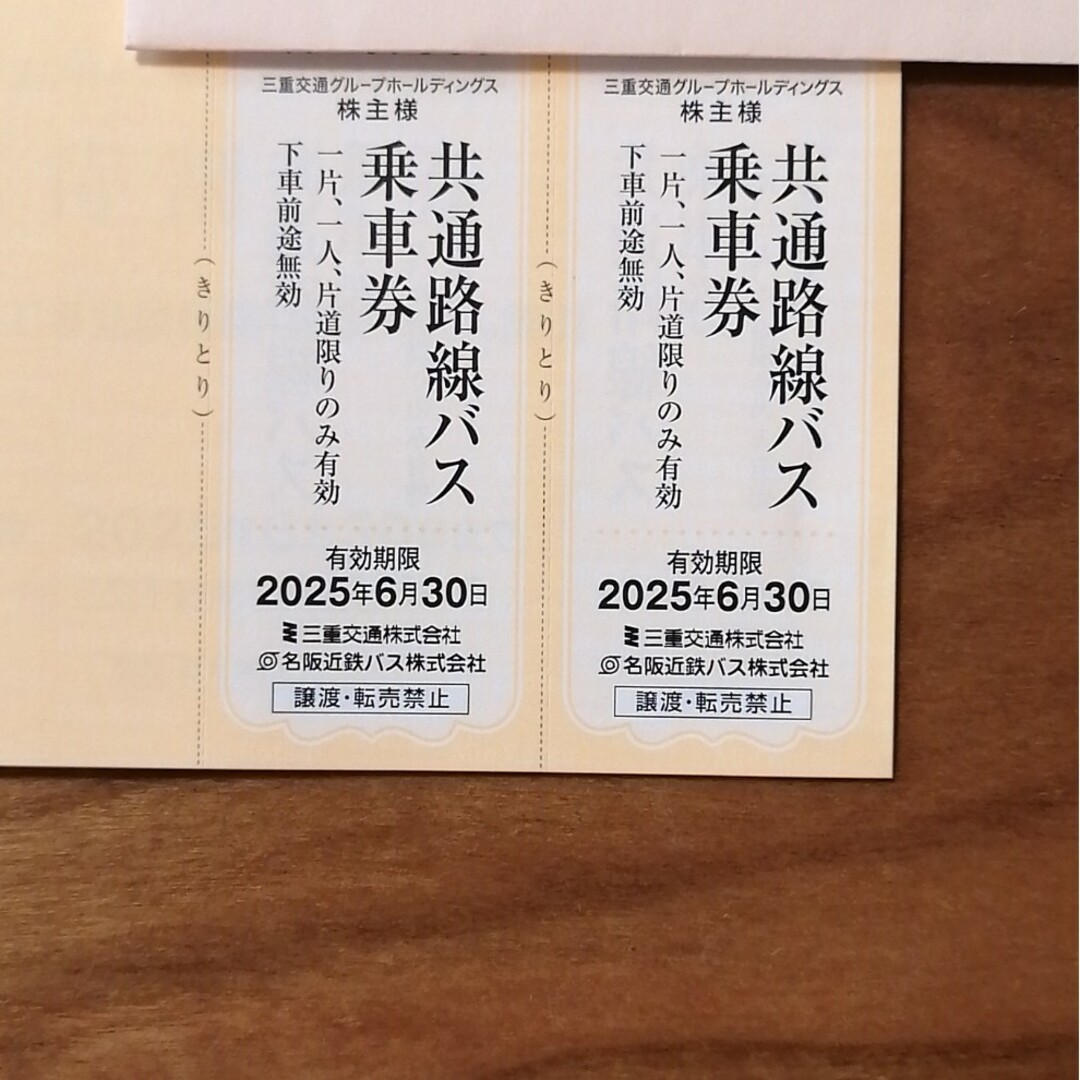 (きりとり)
三重交通グループホールディングス
株主様
共通路線バス
乗車券
一片、一人、片道限りのみ有効
下車前途無効
有効期限
2025年6月30日
三重交通株式会社
名阪近鉄バス株式会社
譲渡・転売禁止
(きりとり)
三重交通グループホールディングス
株主様
共通路線バス
乗車券
一片、一人、片道限りのみ有効
下車前途無効
有効期限
2025年6月30日
三重交通株式会社
名阪近鉄バス株式会社
譲渡・転売禁止